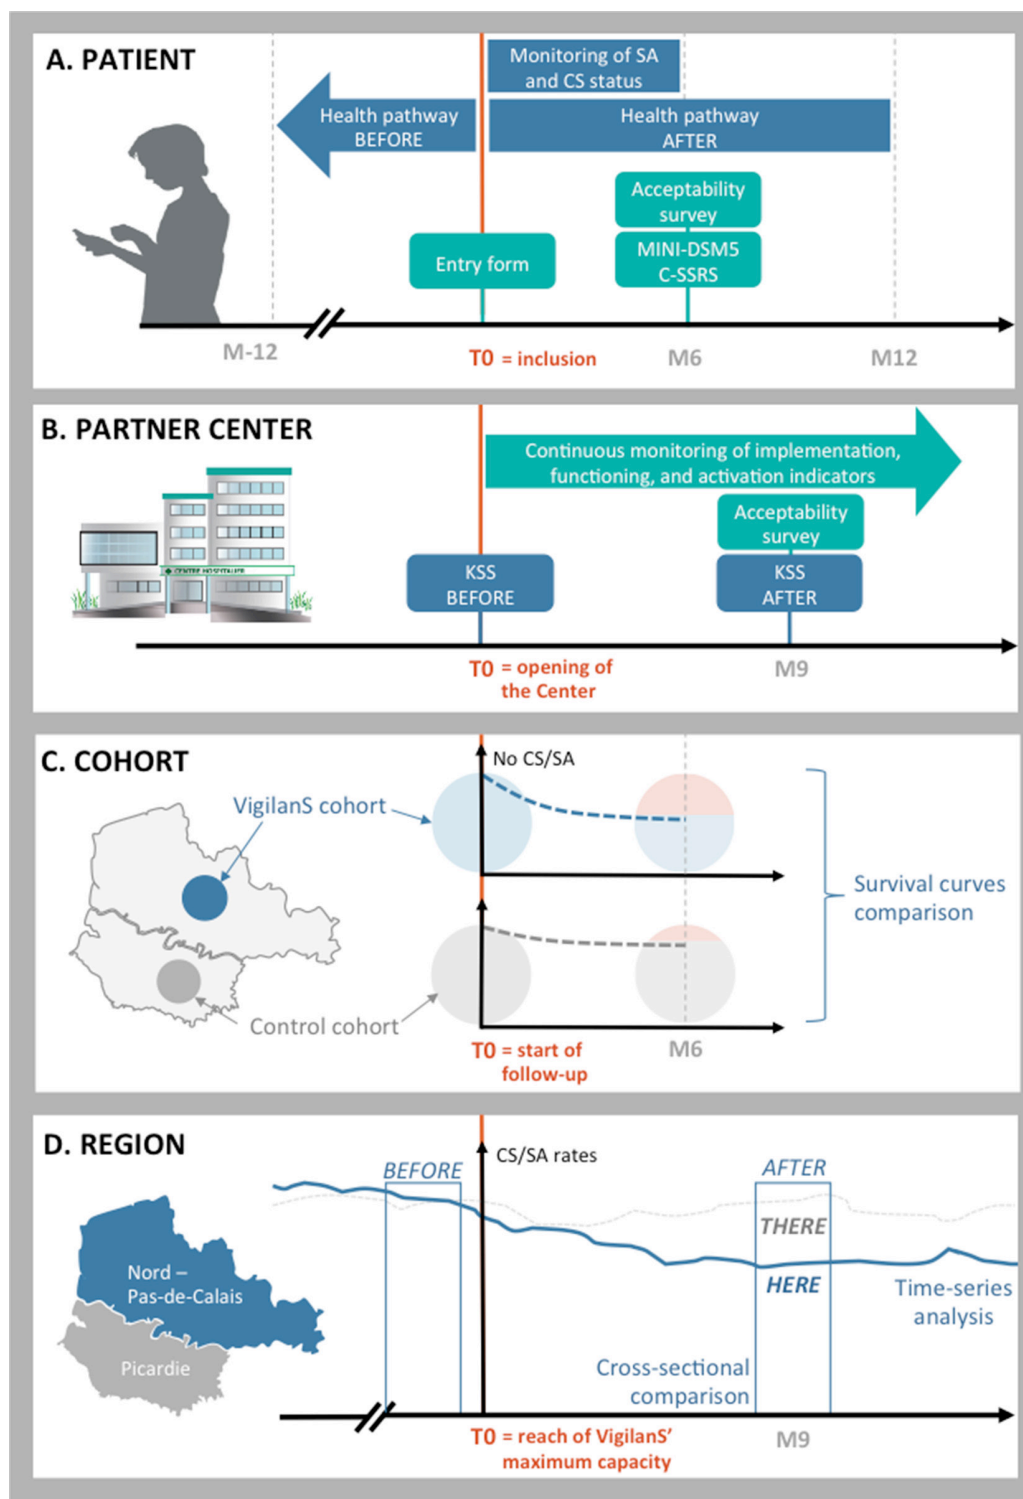 A. PATIENT
Monitoring of SA
and CS status
Health pathway
BEFORE
Health pathway
AFTER
Acceptability
survey
Entry form
MINI-DSM5
C-SSRS
M-12
T0 = inclusion
M6
M12
B. PARTNER CENTER
Continuous monitoring of implementation,
functioning, and activation indicators
Acceptability
survey
CENTRE HOSPITALIER
KSS
BEFORE
KSS
AFTER
T0 = opening of
the Center
M9
C. COHORT
No CS/SA
VigilanS cohort
Survival curves
comparison
Control cohort
T0 = start of
follow-up
M6
D. REGION
CS/SA rates
BEFORE
AFTER
THERE
HERE
Nord –
Pas-de-Calais
Time-series
analysis
Picardie
Cross-sectional
comparison
T0 = reach of VigilanS'
maximum capacity
M9